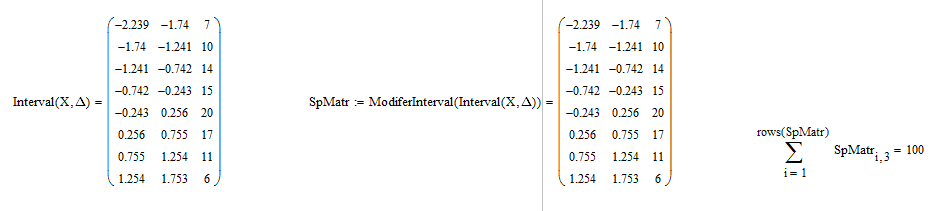 Interval(X,Δ) =
-2.239 -1.74 7
-1.74 -1.241 10
-1.241 -0.742 14
-0.742 -0.243 15
-0.243 0.256 20
0.256 0.755 17
0.755 1.254 11
1.254 1.753 6
SpMatr := ModiferInterval(Interval(X,Δ)) =
-2.239 -1.74 7
-1.74 -1.241 10
-1.241 -0.742 14
-0.742 -0.243 15
-0.243 0.256 20
0.256 0.755 17
0.755 1.254 11
1.254 1.753 6
rows(SpMatr)
∑ SpMatr i,3 = 100
i = 1